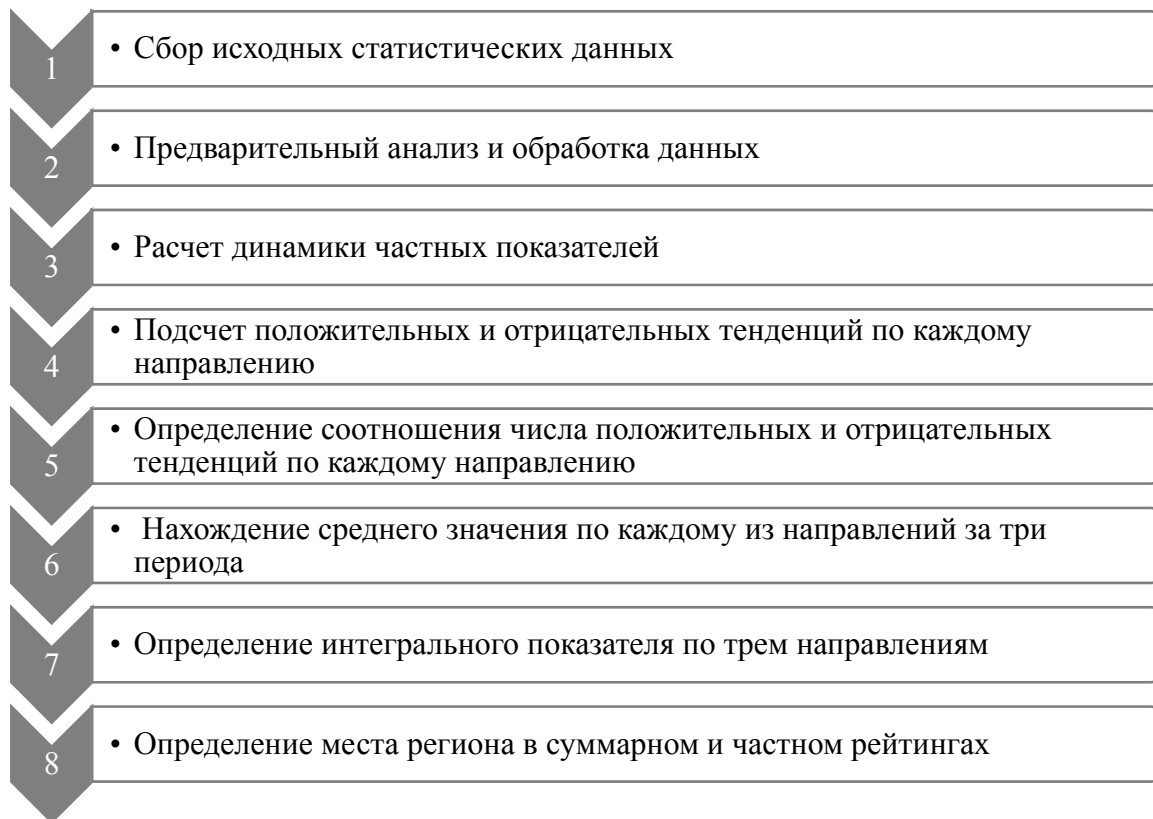 1
• Сбор исходных статистических данных
2
• Предварительный анализ и обработка данных
3
• Расчет динамики частных показателей
4
• Подсчет положительных и отрицательных тенденций по каждому
направлению
5
• Определение соотношения числа положительных и отрицательных
тенденций по каждому направлению
6
• Нахождение среднего значения по каждому из направлений за три
периода
7
• Определение интегрального показателя по трем направлениям
8
• Определение места региона в суммарном и частном рейтингах